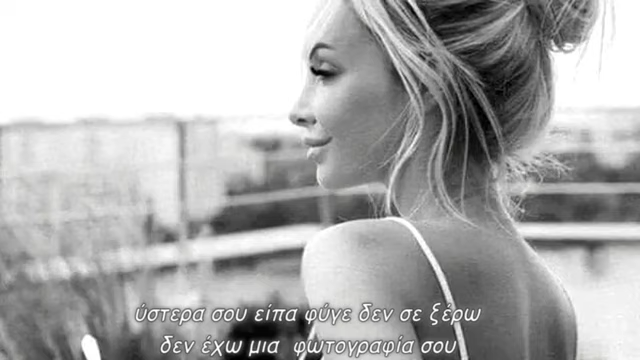 ύστερα σου είπα φύγε δεν σε ξέρω
δεν έχω μια φωτογραφία σου